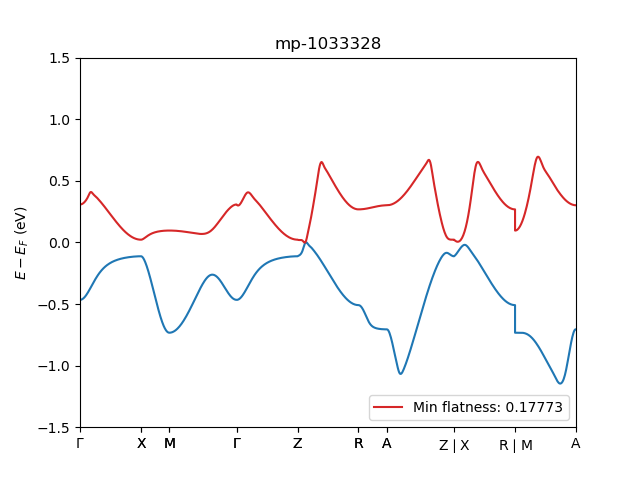 mp-1033328
E − E_F (eV)
1.5
1.0
0.5
0.0
−0.5
−1.0
−1.5
Min flatness: 0.17773
Γ X M Γ Z R A Z | X R | M A